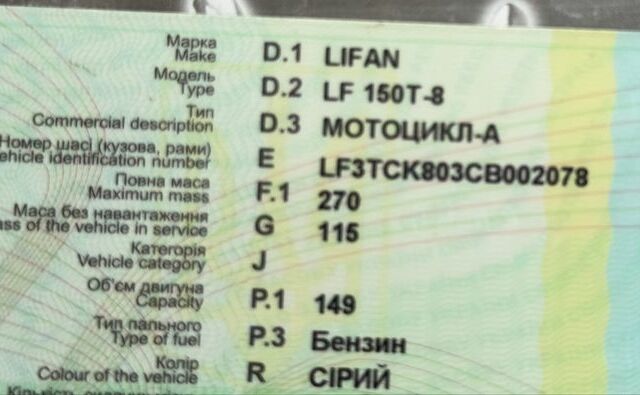 Марка
Make D.1 LIFAN
Модель
Type D.2 LF 150T-8
Тип
Commercial description D.3 МОТОЦИКЛ-А
Номер шасі (кузова, рами)
ehicle identification number E LF3TCK803CB002078
Повна маса
Maximum mass F.1 270
Маса без навантаження
ss of the vehicle in service G 115
Категорія
Vehicle category J
Об'єм двигуна
Capacity P.1 149
Тип пального
Type of fuel P.3 Бензин
Колір
Colour of the vehicle R СІРИЙ